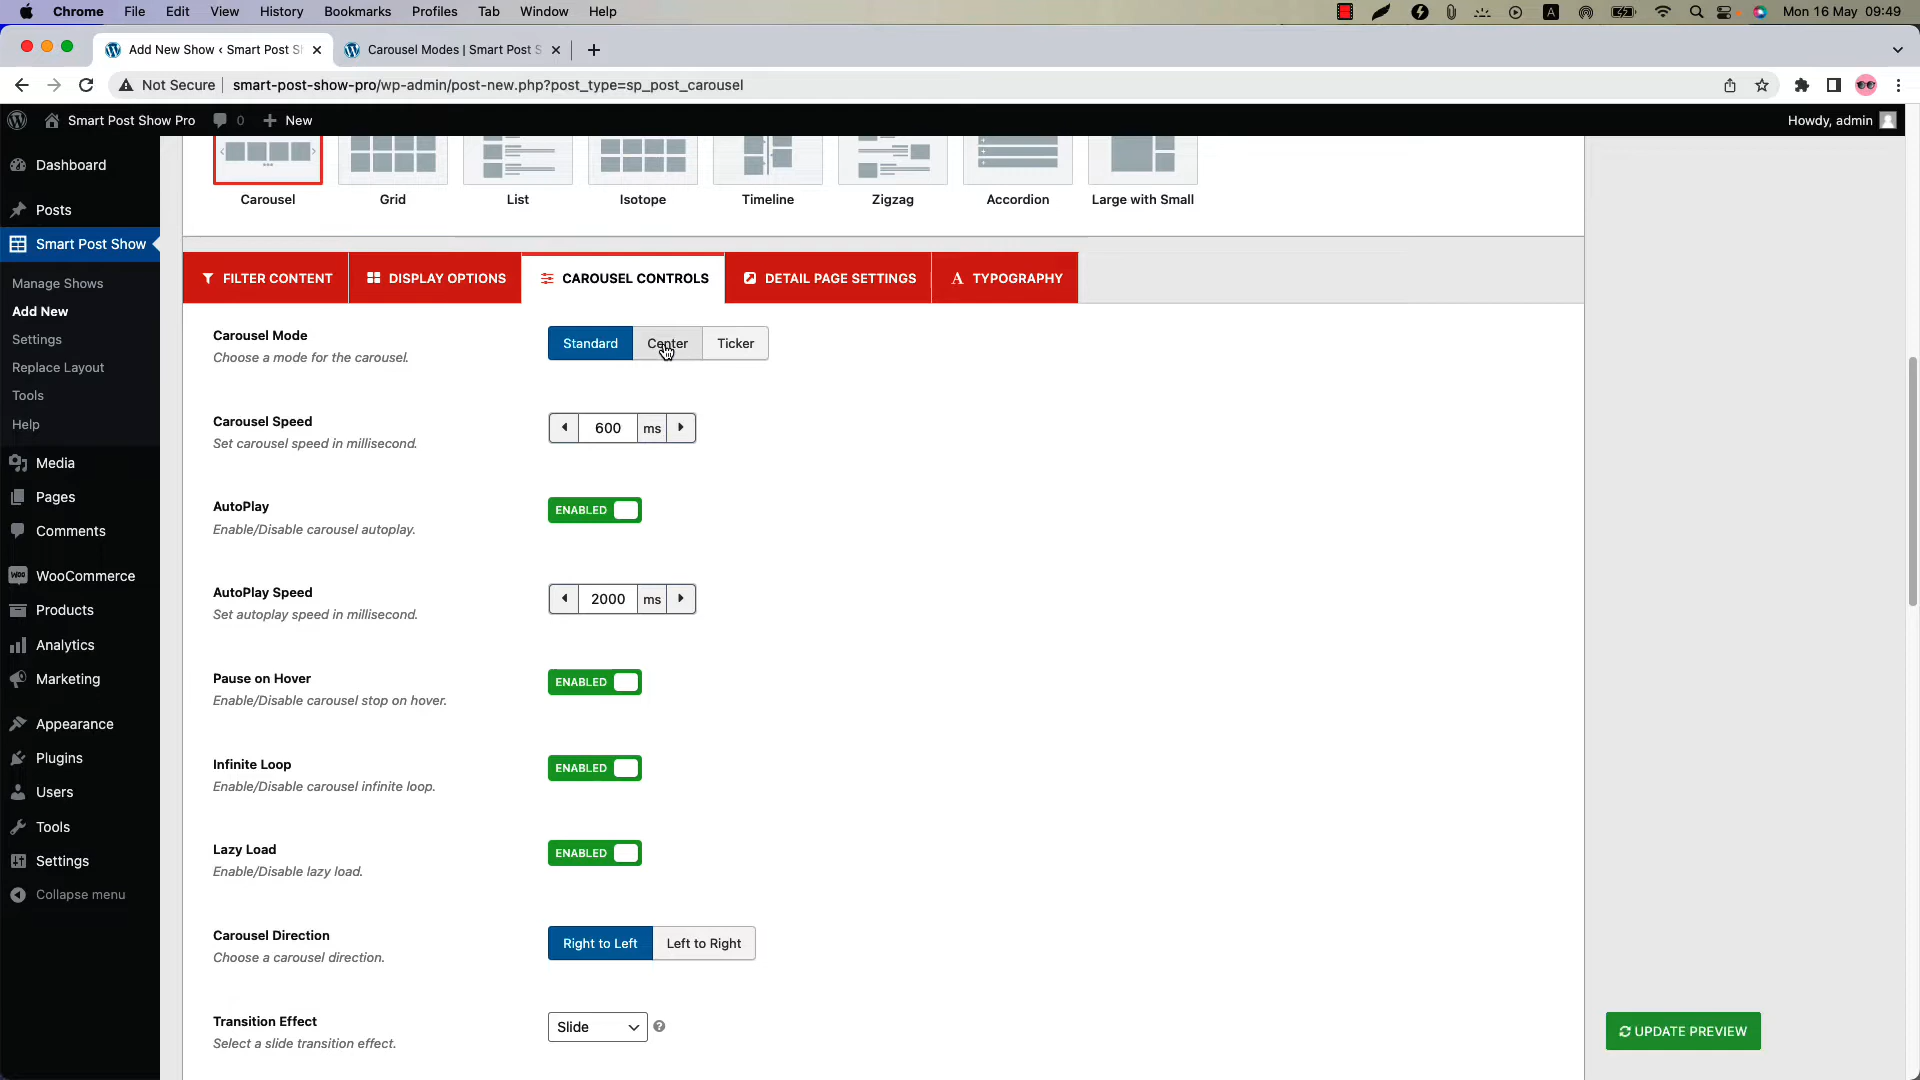 Chrome File Edit View History Bookmarks Profiles Tab Window Help A Mon 16 May 09:49
Add New Show ‹ Smart Post S Carousel Modes | Smart Post S
Not Secure smart-post-show-pro/wp-admin/post-new.php?post_type=sp_post_carousel
Smart Post Show Pro 0 New Howdy, admin
Dashboard
Posts
Smart Post Show
Manage Shows
Add New
Settings
Replace Layout
Tools
Help
Media
Pages
Comments
Woo WooCommerce
Products
Analytics
Marketing
Appearance
Plugins
Users
Tools
Settings
Collapse menu
Carousel Grid List Isotope Timeline Zigzag Accordion Large with Small
FILTER CONTENT DISPLAY OPTIONS CAROUSEL CONTROLS DETAIL PAGE SETTINGS A TYPOGRAPHY
Carousel Mode
Choose a mode for the carousel.
Standard Center Ticker
Carousel Speed
Set carousel speed in millisecond.
600 ms
AutoPlay
Enable/Disable carousel autoplay.
ENABLED
AutoPlay Speed
Set autoplay speed in millisecond.
2000 ms
Pause on Hover
Enable/Disable carousel stop on hover.
ENABLED
Infinite Loop
Enable/Disable carousel infinite loop.
ENABLED
Lazy Load
Enable/Disable lazy load.
ENABLED
Carousel Direction
Choose a carousel direction.
Right to Left Left to Right
Transition Effect
Select a slide transition effect.
Slide ?
UPDATE PREVIEW